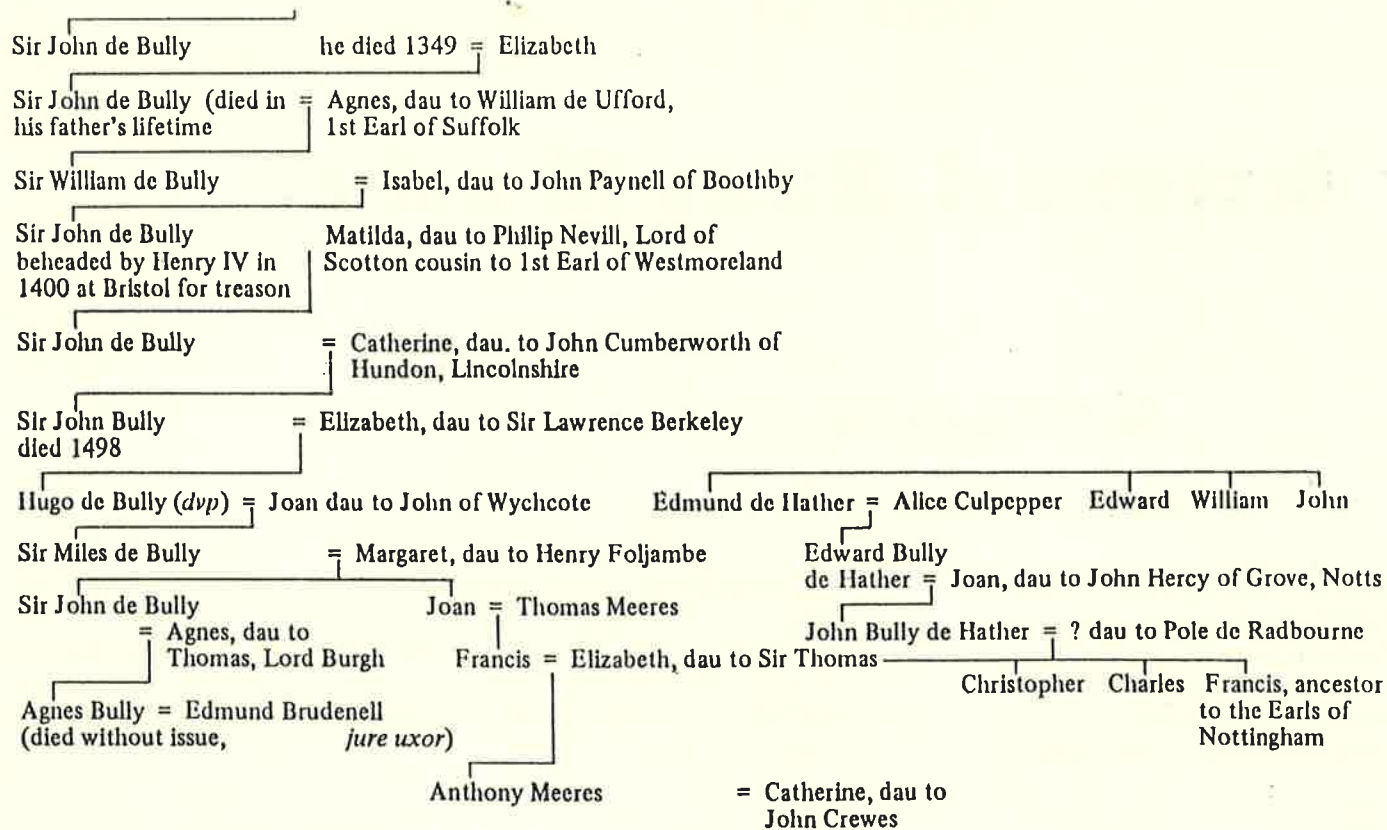 Sir John de Bully he died 1349 = Elizabeth
Sir John de Bully (died in = Agnes, dau to William de Ufford,
his father's lifetime 1st Earl of Suffolk
Sir William de Bully = Isabel, dau to John Paynell of Boothby
Sir John de Bully Matilda, dau to Philip Nevill, Lord of
beheaded by Henry IV in Scotton cousin to 1st Earl of Westmoreland
1400 at Bristol for treason
Sir John de Bully = Catherine, dau. to John Cumberworth of
Hundon, Lincolnshire
Sir John Bully = Elizabeth, dau to Sir Lawrence Berkeley
died 1498
Hugo de Bully (dvp) = Joan dau to John of Wychcote Edmund de Hather = Alice Culpepper Edward William John
Sir Miles de Bully = Margaret, dau to Henry Foljambe Edward Bully
de Hather = Joan, dau to John Hercy of Grove, Notts
Sir John de Bully Joan = Thomas Meeres
= Agnes, dau to John Bully de Hather = ? dau to Pole de Radbourne
Thomas, Lord Burgh Francis = Elizabeth, dau to Sir Thomas
Christopher Charles Francis, ancestor
Agnes Bully = Edmund Brudenell to the Earls of
(died without issue, jure uxor) Nottingham
Anthony Meeres = Catherine, dau to
John Crewes